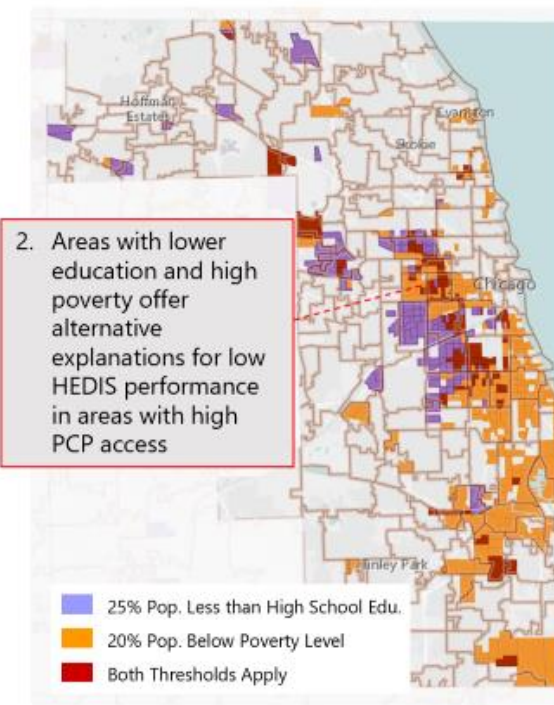 Hoffman
Estates
Evanston
Skokie
2. Areas with lower
education and high
poverty offer
alternative
explanations for low
HEDIS performance
in areas with high
PCP access
Chicago
Tinley Park
25% Pop. Less than High School Edu.
20% Pop. Below Poverty Level
Both Thresholds Apply